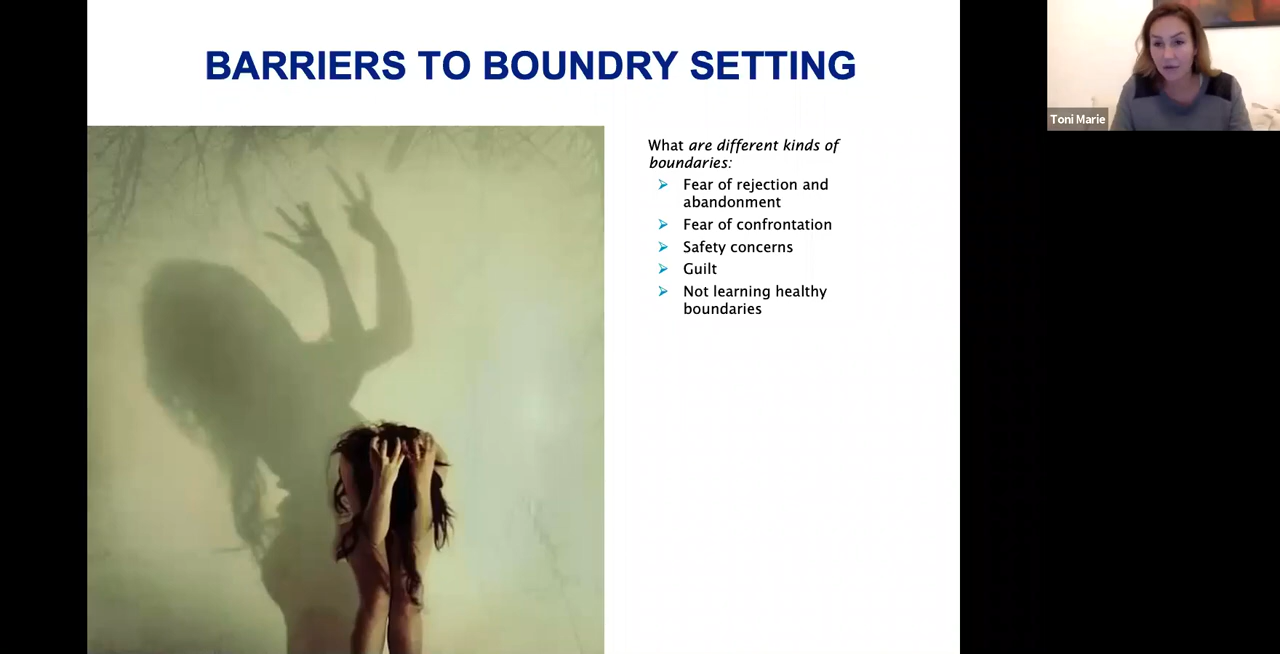 BARRIERS TO BOUNDRY SETTING
Toni Marie
What are different kinds of
boundaries:
Fear of rejection and
abandonment
Fear of confrontation
Safety concerns
Guilt
Not learning healthy
boundaries